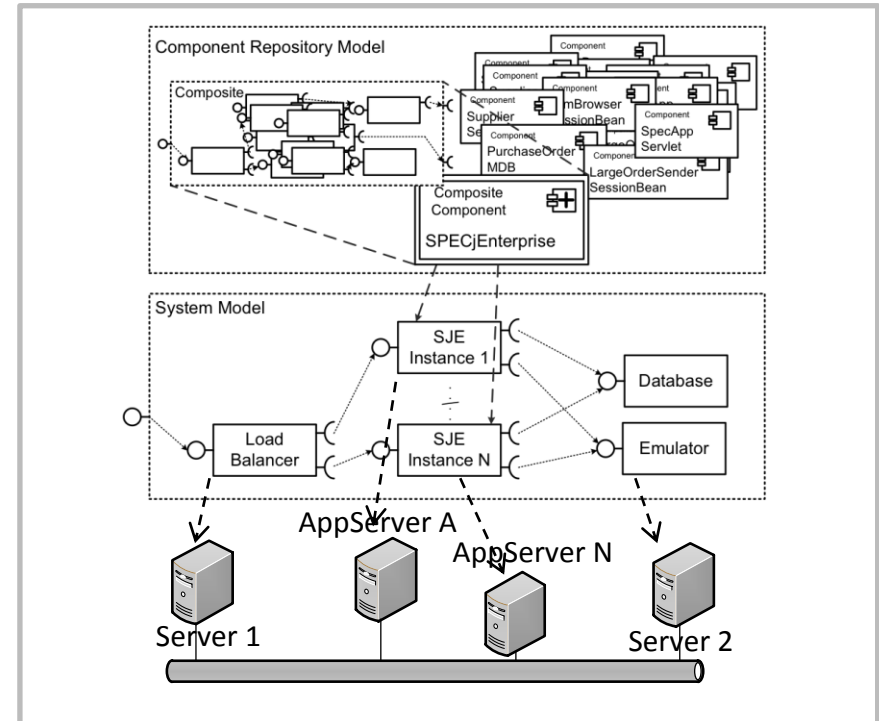 Component Repository Model
Composite
Component
Component
Component
Supplier
Component
mBrowser
ssionBean
Component
SpecApp
Servlet
Component
PurchaseOrder
MDB
Component
LargeOrderSender
SessionBean
Composite
Component
SPECjEnterprise
System Model
SJE
Instance 1
Database
Load
Balancer
SJE
Instance N
Emulator
AppServer A
AppServer N
Server 1
Server 2